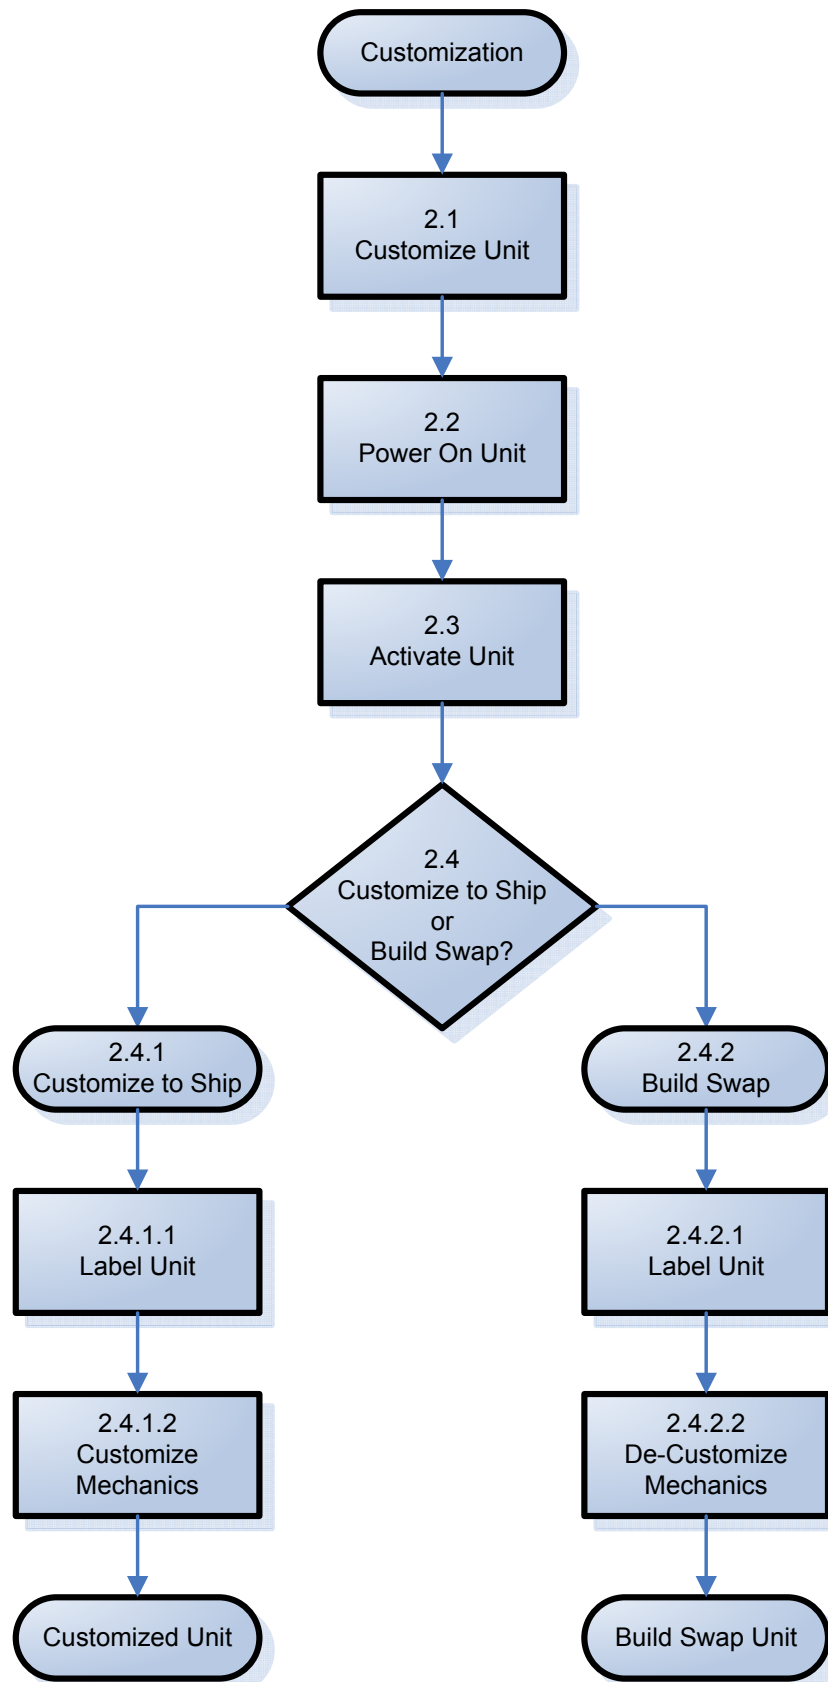 Customization
2.1
Customize Unit
2.2
Power On Unit
2.3
Activate Unit
2.4
Customize to Ship
or
Build Swap?
2.4.1
Customize to Ship
2.4.2
Build Swap
2.4.1.1
Label Unit
2.4.2.1
Label Unit
2.4.1.2
Customize
Mechanics
2.4.2.2
De-Customize
Mechanics
Customized Unit
Build Swap Unit